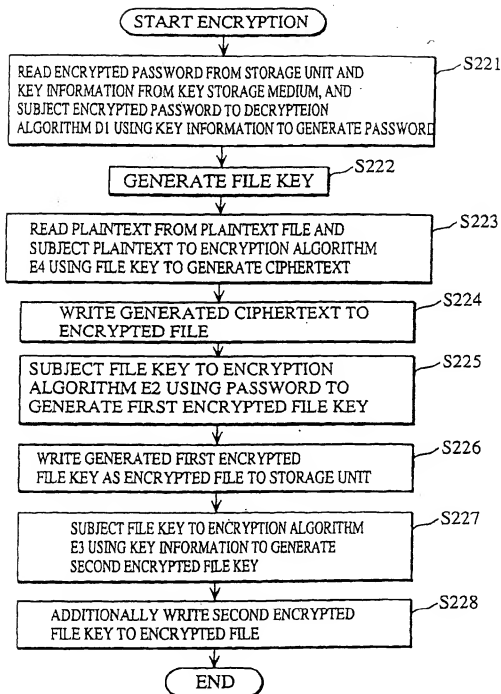 START ENCRYPTION
READ ENCRYPTED PASSWORD FROM STORAGE UNIT AND
KEY INFORMATION FROM KEY STORAGE MEDIUM, AND
SUBJECT ENCRYPTED PASSWORD TO DECRYPTEION
ALGORITHM D1 USING KEY INFORMATION TO GENERATE PASSWORD
S221
GENERATE FILE KEY
S222
READ PLAINTEXT FROM PLAINTEXT FILE AND
SUBJECT PLAINTEXT TO ENCRYPTION ALGORITHM
E4 USING FILE KEY TO GENERATE CIPHERTEXT
S223
WRITE GENERATED CIPHERTEXT TO
ENCRYPTED FILE
S224
SUBJECT FILE KEY TO ENCRYPTION
ALGORITHM E2 USING PASSWORD TO
GENERATE FIRST ENCRYPTED FILE KEY
S225
WRITE GENERATED FIRST ENCRYPTED
FILE KEY AS ENCRYPTED FILE TO STORAGE UNIT
S226
SUBJECT FILE KEY TO ENCRYPTION ALGORITHM
E3 USING KEY INFORMATION TO GENERATE
SECOND ENCRYPTED FILE KEY
S227
ADDITIONALLY WRITE SECOND ENCRYPTED
FILE KEY TO ENCRYPTED FILE
S228
END